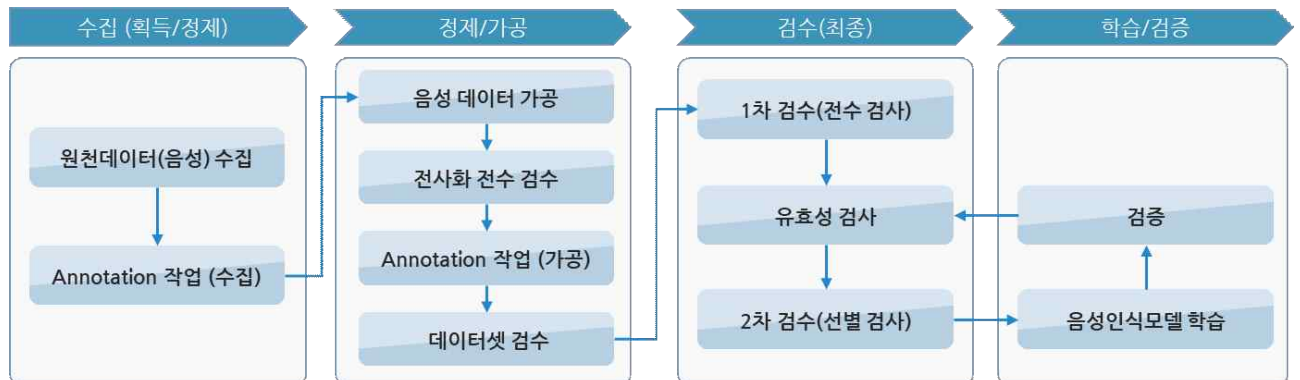 수집 (획득/정제)
정제/가공
검수(최종)
학습/검증
원천데이터(음성) 수집
Annotation 작업 (수집)
음성 데이터 가공
전사화 전수 검수
Annotation 작업 (가공)
데이터셋 검수
1차 검수(전수 검사)
유효성 검사
2차 검수(선별 검사)
검증
음성인식모델 학습